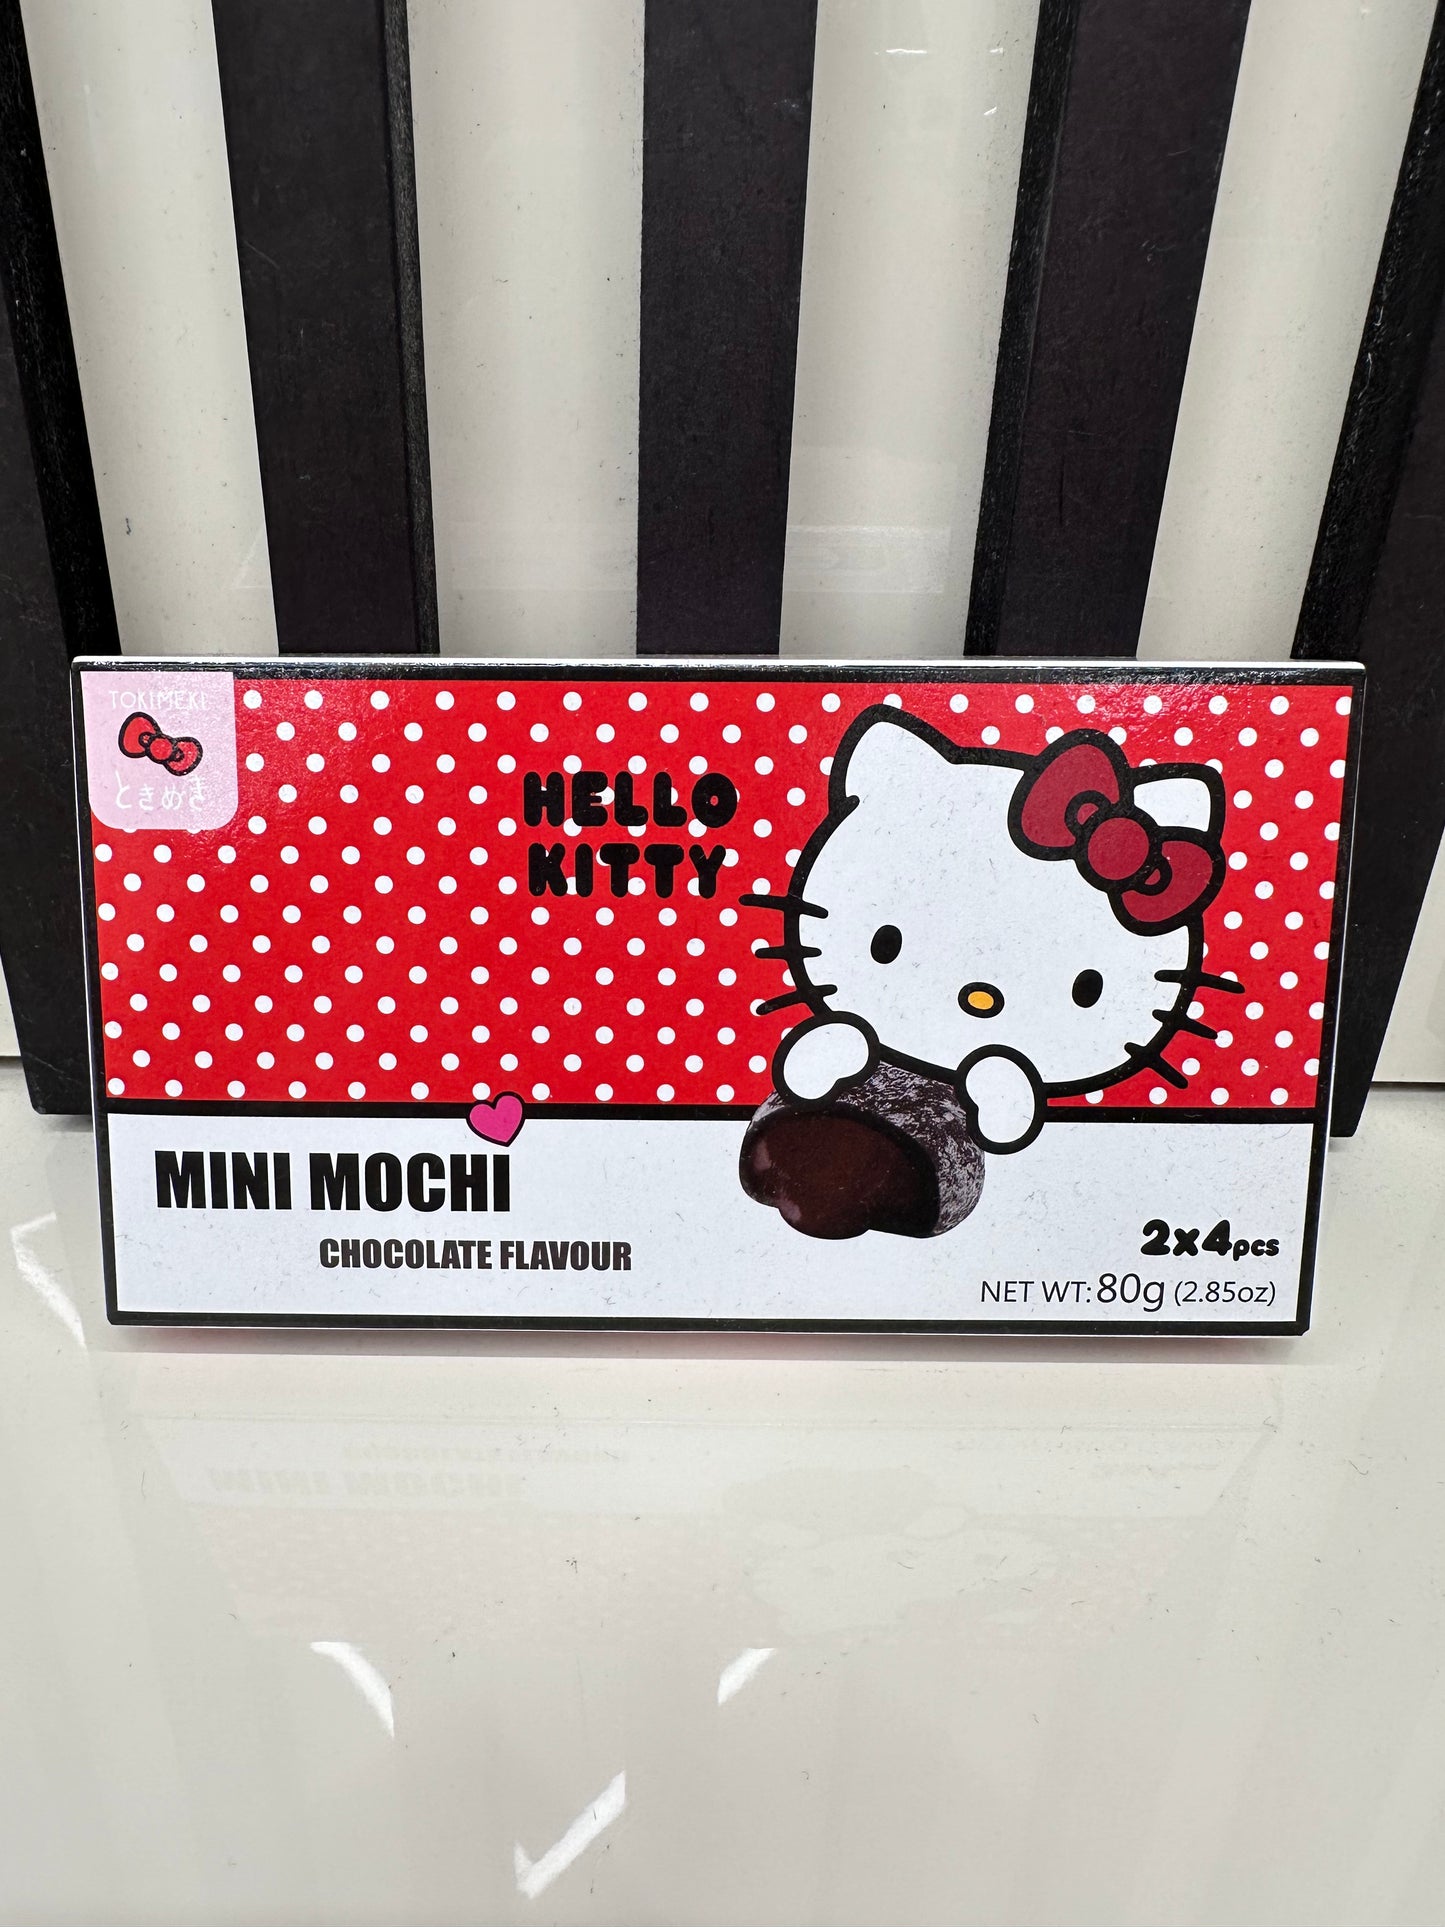 TOKIMEKI
ときめき
HELLO
KITTY
MINI MOCHI
CHOCOLATE FLAVOUR
2x4pcs
NET WT: 80g (2.85oz)